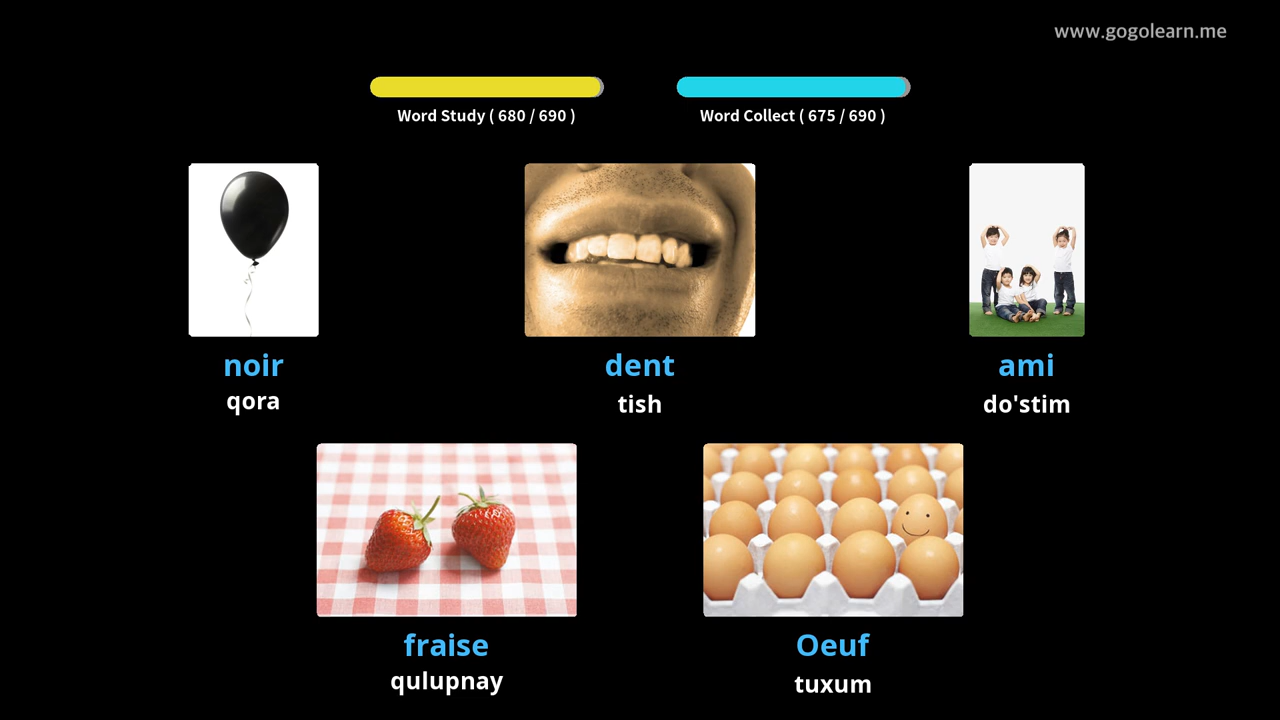 www.gogolearn.me
Word Study ( 680 / 690 )
Word Collect ( 675 / 690 )
noir
qora
dent
tish
ami
do'stim
fraise
qulupnay
Oeuf
tuxum